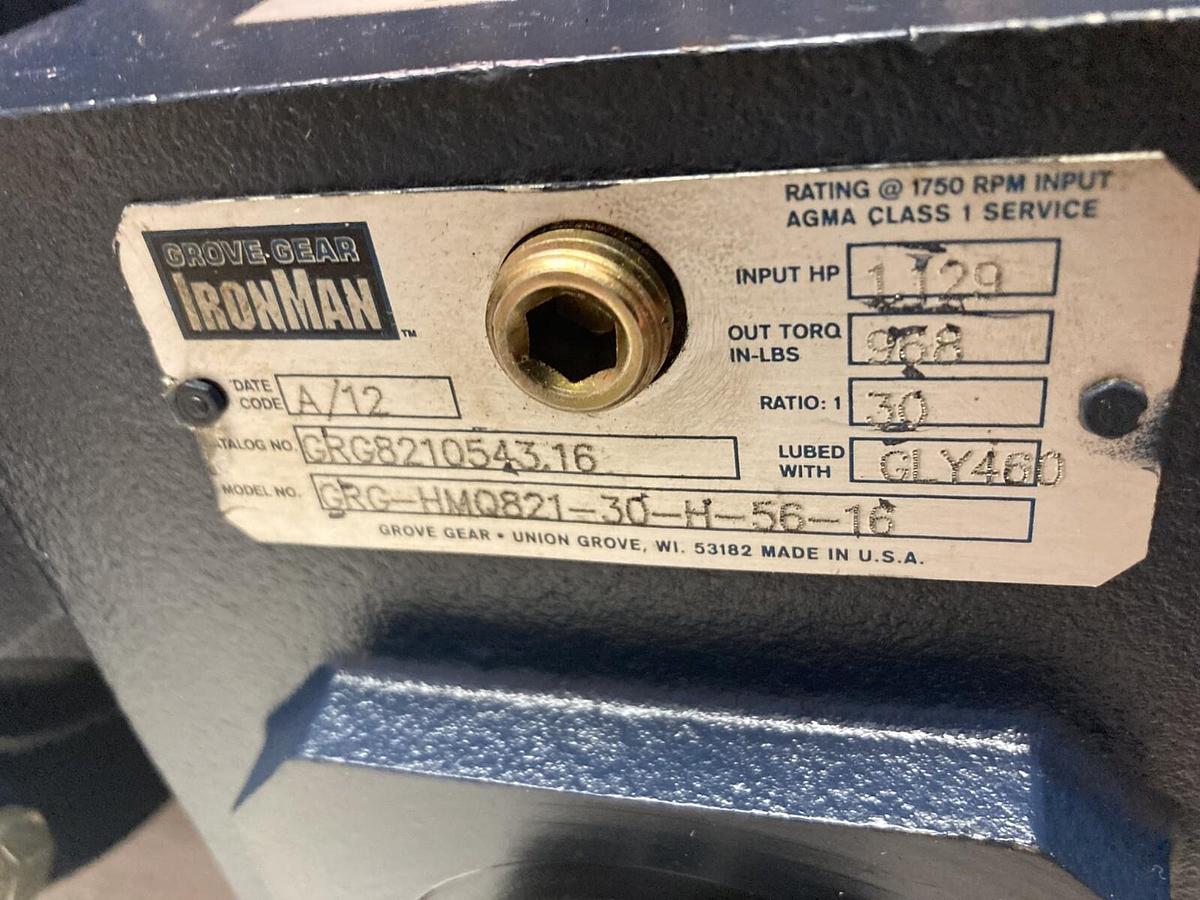 GROVE GEAR
IRONMAN™
RATING @ 1750 RPM INPUT
AGMA CLASS 1 SERVICE
INPUT HP 1.129
OUT TORQ
IN-LBS 968
RATIO: 1 30
LUBED
WITH GLY460
DATE
CODE A/12
CATALOG NO. GRG8210543.16
MODEL NO. GRG-HMQ821-30-H-56-16
GROVE GEAR • UNION GROVE, WI. 53182 MADE IN U.S.A.